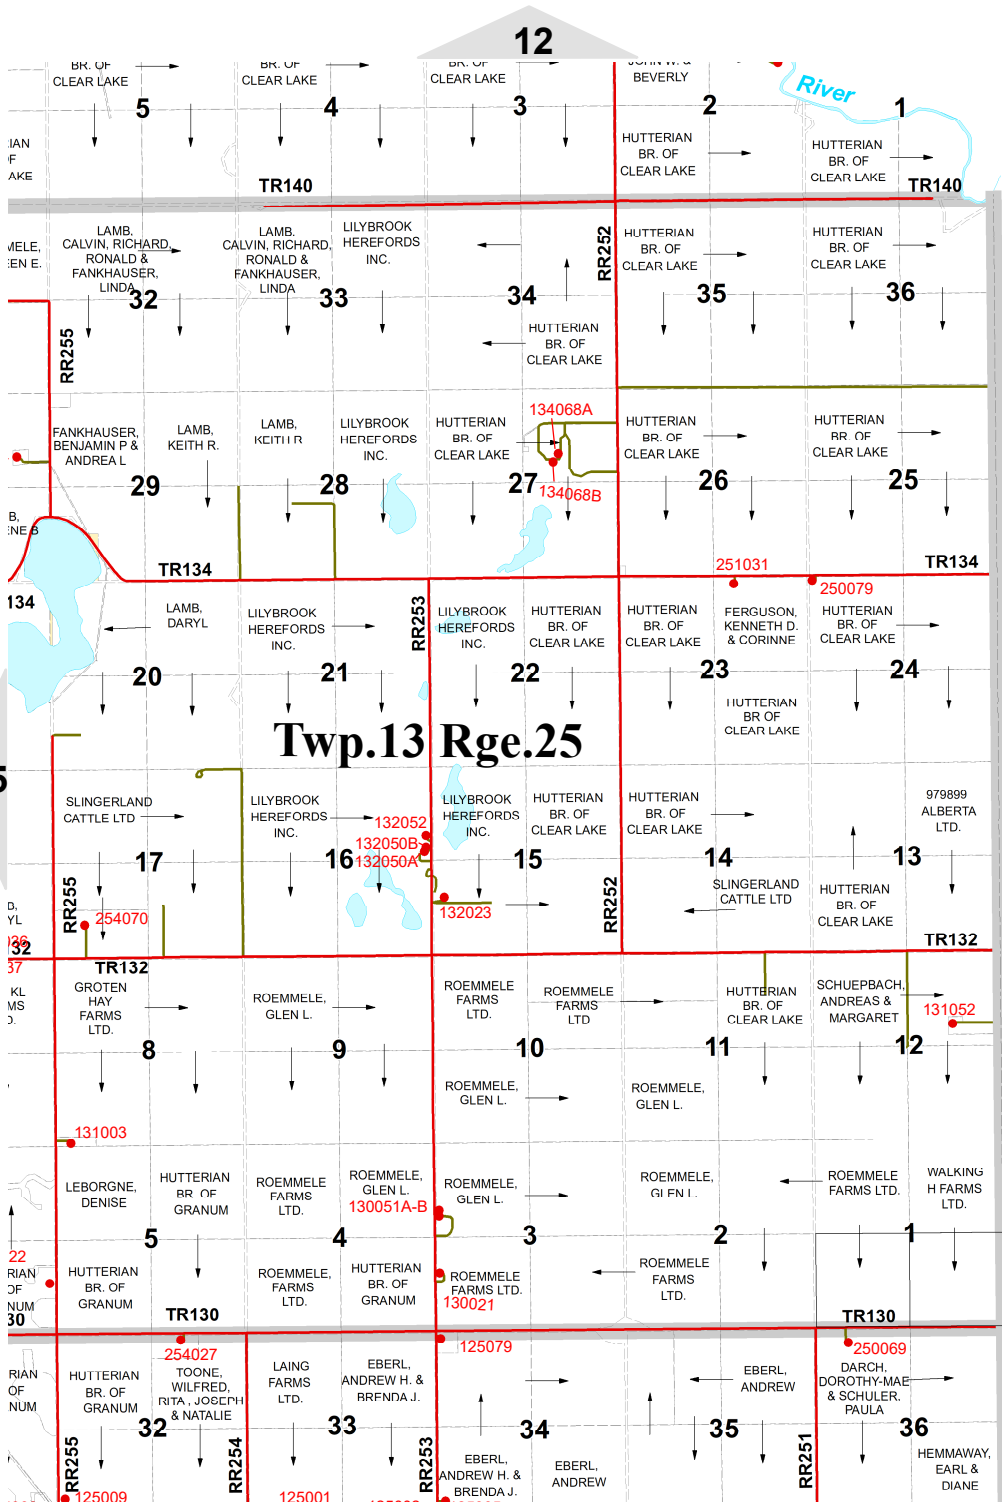 12
BR. OF
CLEAR LAKE
BR. OF
CLEAR LAKE
BR. OF
CLEAR LAKE
JOHN W. &
BEVERLY
River
5
4
3
2
1
HUTTERIAN
BR. OF
CLEAR LAKE
HUTTERIAN
BR. OF
CLEAR LAKE
TR140
TR140
LAMB,
CALVIN, RICHARD,
RONALD &
FANKHAUSER,
LINDA
LAMB,
CALVIN, RICHARD,
RONALD &
FANKHAUSER,
LINDA
LILYBROOK
HEREFORDS
INC.
RR252
HUTTERIAN
BR. OF
CLEAR LAKE
HUTTERIAN
BR. OF
CLEAR LAKE
32
33
34
35
36
RR255
HUTTERIAN
BR. OF
CLEAR LAKE
FANKHAUSER,
BENJAMIN P &
ANDREA L
LAMB,
KEITH R.
LAMB,
KEITH R
LILYBROOK
HEREFORDS
INC.
HUTTERIAN
BR. OF
CLEAR LAKE
134068A
134068B
HUTTERIAN
BR. OF
CLEAR LAKE
HUTTERIAN
BR. OF
CLEAR LAKE
29
28
27
26
25
TR134
251031
250079
TR134
134
LAMB,
DARYL
LILYBROOK
HEREFORDS
INC.
RR253
LILYBROOK
HEREFORDS
INC.
HUTTERIAN
BR. OF
CLEAR LAKE
HUTTERIAN
BR. OF
CLEAR LAKE
FERGUSON,
KENNETH D.
& CORINNE
HUTTERIAN
BR. OF
CLEAR LAKE
20
21
22
23
24
HUTTERIAN
BR OF
CLEAR LAKE
Twp.13 Rge.25
SLINGERLAND
CATTLE LTD
LILYBROOK
HEREFORDS
INC.
132052
132050B
132050A
LILYBROOK
HEREFORDS
INC.
HUTTERIAN
BR. OF
CLEAR LAKE
HUTTERIAN
BR. OF
CLEAR LAKE
979899
ALBERTA
LTD.
17
16
15
14
13
RR255
254070
132023
RR252
SLINGERLAND
CATTLE LTD
HUTTERIAN
BR. OF
CLEAR LAKE
32
TR132
TR132
GROTEN
HAY
FARMS
LTD.
ROEMMELE,
GLEN L.
ROEMMELE
FARMS
LTD.
ROEMMELE
FARMS
LTD
HUTTERIAN
BR. OF
CLEAR LAKE
SCHUEPBACH,
ANDREAS &
MARGARET
131052
8
9
10
11
12
ROEMMELE,
GLEN L.
ROEMMELE,
GLEN L.
131003
LEBORGNE,
DENISE
HUTTERIAN
BR. OF
GRANUM
ROEMMELE
FARMS
LTD.
ROEMMELE,
GLEN L.
130051A-B
ROEMMELE,
GLEN L.
ROEMMELE,
GLEN L.
ROEMMELE
FARMS LTD.
WALKING
H FARMS
LTD.
5
4
3
2
1
22
HUTTERIAN
BR. OF
GRANUM
ROEMMELE,
FARMS
LTD.
HUTTERIAN
BR. OF
GRANUM
ROEMMELE
FARMS LTD.
130021
ROEMMELE
FARMS
LTD.
30
TR130
TR130
254027
125079
250069
HUTTERIAN
BR. OF
GRANUM
TOONE,
WILFRED,
RITA, JOSEPH
& NATALIE
LAING
FARMS
LTD.
EBERL,
ANDREW H. &
BRENDA J.
EBERL,
ANDREW
DARCH,
DOROTHY-MAE
& SCHULER,
PAULA
32
33
34
35
36
RR255
RR254
RR253
RR251
EBERL,
ANDREW H. &
BRENDA J.
EBERL,
ANDREW
HEMMAWAY,
EARL &
DIANE
125009
125001